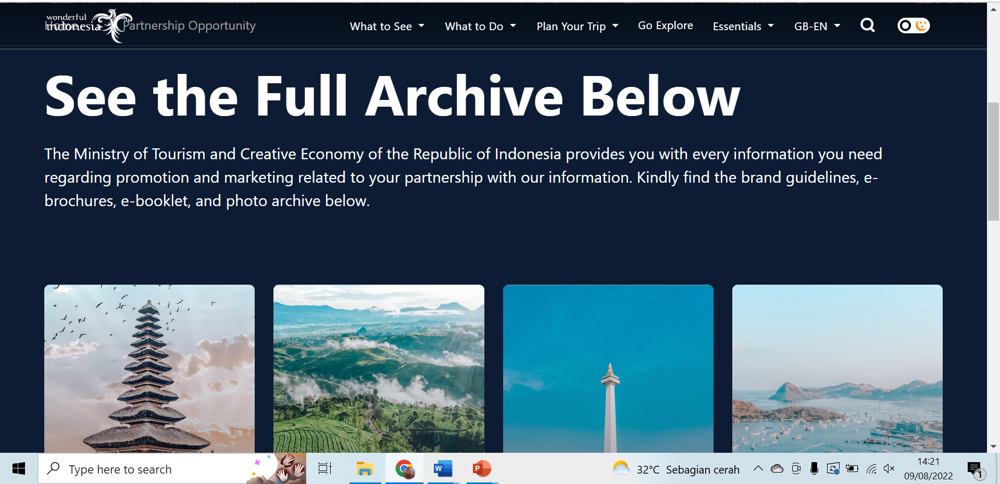 wonderful
indonesia
Home
Partnership Opportunity
What to See
What to Do
Plan Your Trip
Go Explore
Essentials
GB-EN
See the Full Archive Below
The Ministry of Tourism and Creative Economy of the Republic of Indonesia provides you with every information you need
regarding promotion and marketing related to your partnership with our information. Kindly find the brand guidelines, e-
brochures, e-booklet, and photo archive below.
Type here to search
W
P
32°C Sebagian cerah
14:21
09/08/2022
1